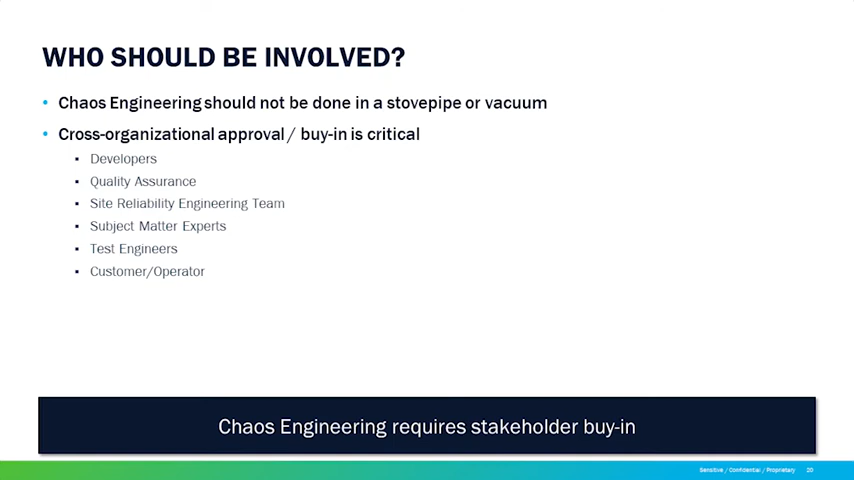 WHO SHOULD BE INVOLVED?
• Chaos Engineering should not be done in a stovepipe or vacuum
• Cross-organizational approval / buy-in is critical
▪ Developers
▪ Quality Assurance
▪ Site Reliability Engineering Team
▪ Subject Matter Experts
▪ Test Engineers
▪ Customer/Operator
Chaos Engineering requires stakeholder buy-in
Sensitive / Confidential / Proprietary 20